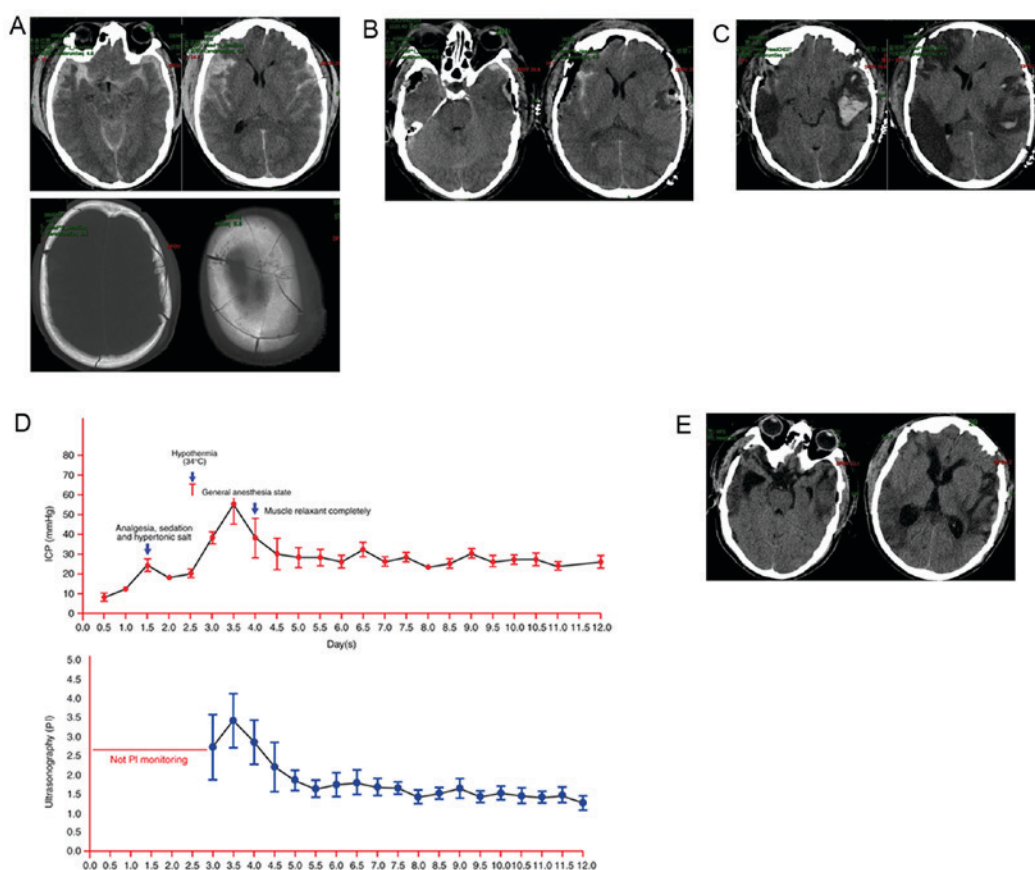 A
B
C
D
Hypothermia
(34°C)
General anesthesia state
Analgesia, sedation
and hypertonic salt
Muscle relaxant completely
ICP (mmHg)
80
70
60
50
40
30
20
10
0
0.0 0.5 1.0 1.5 2.0 2.5 3.0 3.5 4.0 4.5 5.0 5.5 6.0 6.5 7.0 7.5 8.0 8.5 9.0 9.5 10.0 10.5 11.0 11.5 12.0
Day(s)
E
Ultrasonography (PI)
5.0
4.5
4.0
3.5
3.0
2.5
2.0
1.5
1.0
0.5
0.0
Not PI monitoring
0.0 0.5 1.0 1.5 2.0 2.5 3.0 3.5 4.0 4.5 5.0 5.5 6.0 6.5 7.0 7.5 8.0 8.5 9.0 9.5 10.0 10.5 11.0 11.5 12.0